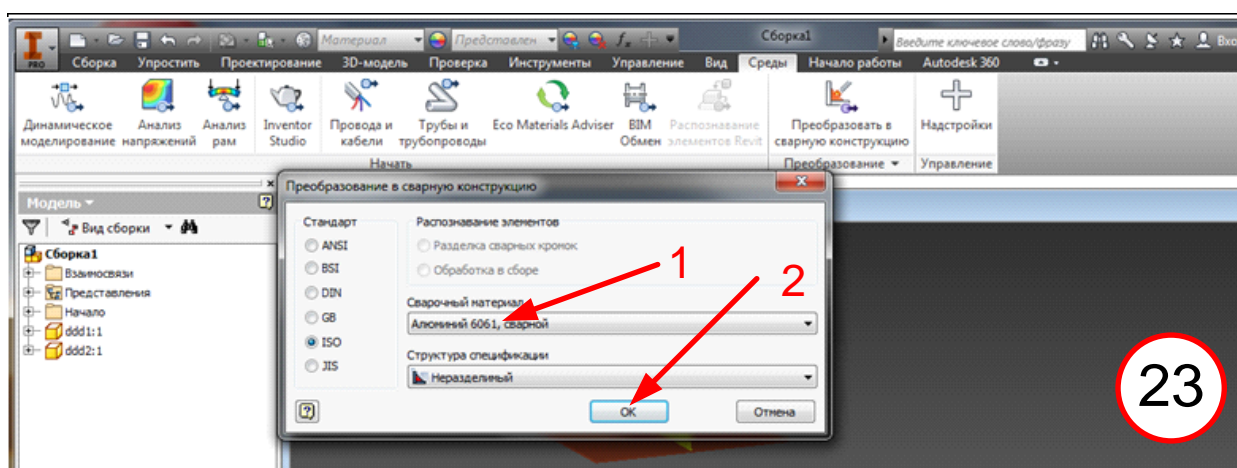 Материал
Представлен
Сборка1
Введите ключевое слово/фразу
Вхо
PRO
Сборка
Упростить
Проектирование
3D-модель
Проверка
Инструменты
Управление
Вид
Среды
Начало работы
Autodesk 360
Динамическое моделирование
Анализ напряжений
Анализ рам
Inventor Studio
Провода и кабели
Трубы и трубопроводы
Eco Materials Adviser
BIM Обмен
Распознавание элементов Revit
Преобразовать в сварную конструкцию
Надстройки
Начать
Преобразование
Управление
Модель
Вид сборки
Сборка1
Взаимосвязи
Представления
Начало
ddd1:1
ddd2:1
Преобразование в сварную конструкцию
Стандарт
ANSI
BSI
DIN
GB
ISO
JIS
Распознавание элементов
Разделка сварных кромок
Обработка в сборе
Сварочный материал
Алюминий 6061, сварной
Структура спецификации
Неразделимый
OK
Отмена
1
2
23